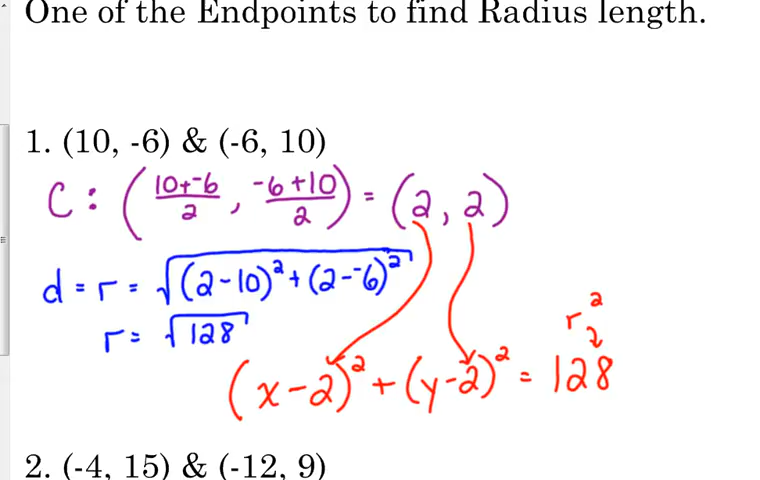 One of the Endpoints to find Radius length.
1. (10, -6) & (-6, 10)
C : (10+-6/2 , -6+10/2) = (2, 2)
d = r = √(2-10)²+(2--6)²
r = √128
r²
(x-2)²+(y-2)² = 128
2. (-4, 15) & (-12, 9)